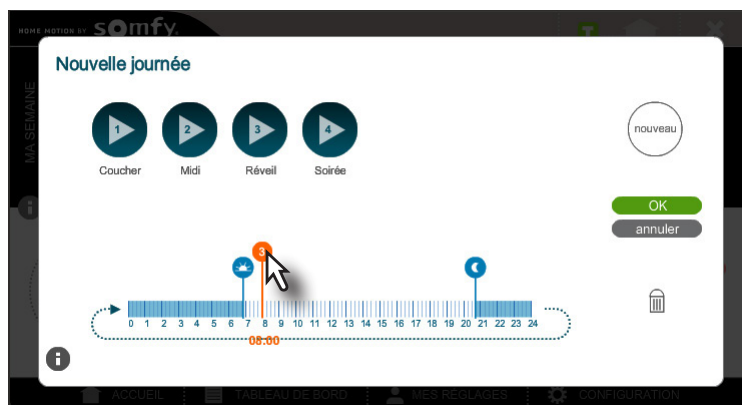 HOME MOTION BY somfy.
Nouvelle journée
MA SEMAINE
1 2 3 4
nouveau
Coucher Midi Réveil Soirée
OK
annuler
3
0 1 2 3 4 5 6 7 8 9 10 11 12 13 14 15 16 17 18 19 20 21 22 23 24
08:00
i
ACCUEIL TABLEAU DE BORD MES RÉGLAGES CONFIGURATION